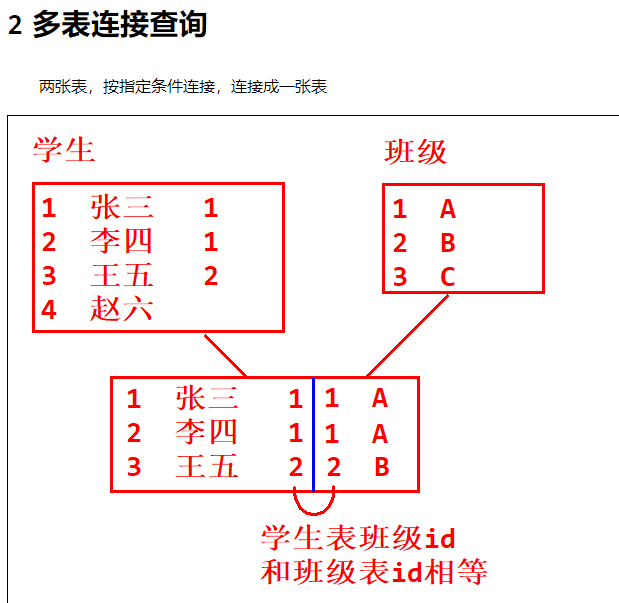 2 多表连接查询
两张表，按指定条件连接，连接成一张表
学生
班级
1 张三 1
2 李四 1
3 王五 2
4 赵六
1 A
2 B
3 C
1 张三 1 1 A
2 李四 1 1 A
3 王五 2 2 B
学生表班级id
和班级表id相等